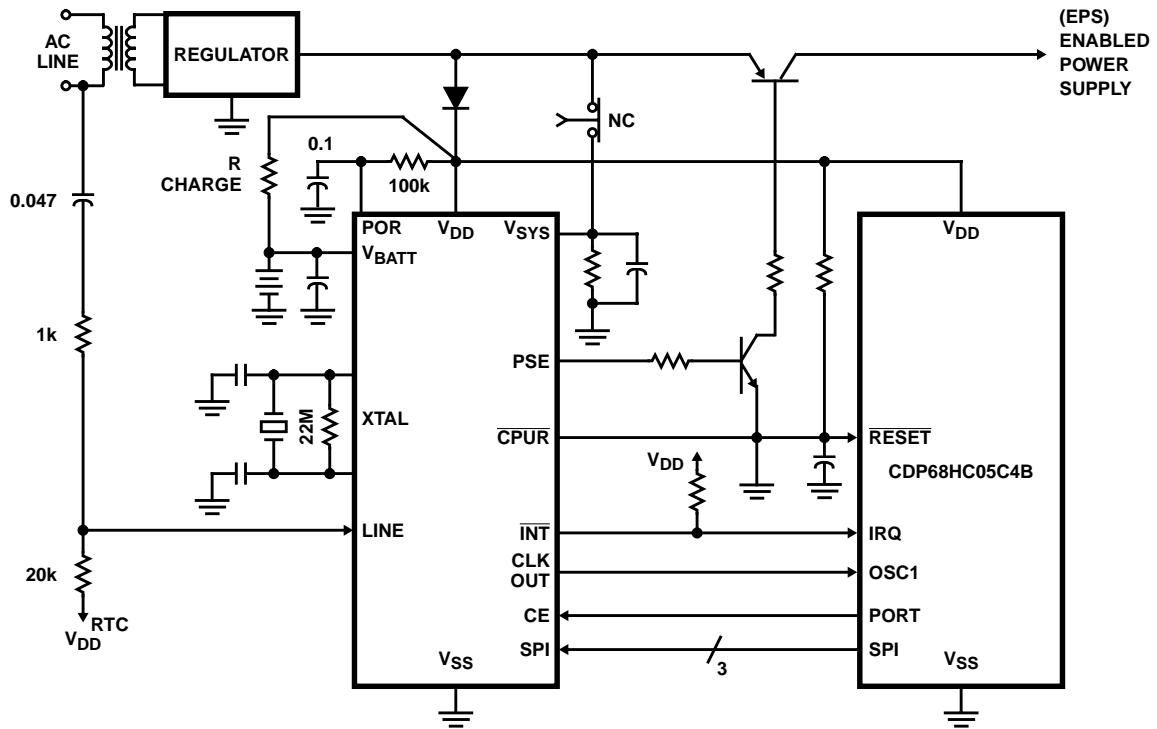 AC
LINE
REGULATOR
(EPS)
ENABLED
POWER
SUPPLY
NC
R
CHARGE
0.1
100k
0.047
POR
VDD
VSYS
VBATT
VDD
1k
PSE
XTAL
22M
CPUR
RESET
VDD
CDP68HC05C4B
LINE
INT
IRQ
CLK
OUT
OSC1
20k
CE
PORT
RTC
VDD
SPI
3
SPI
VSS
VSS